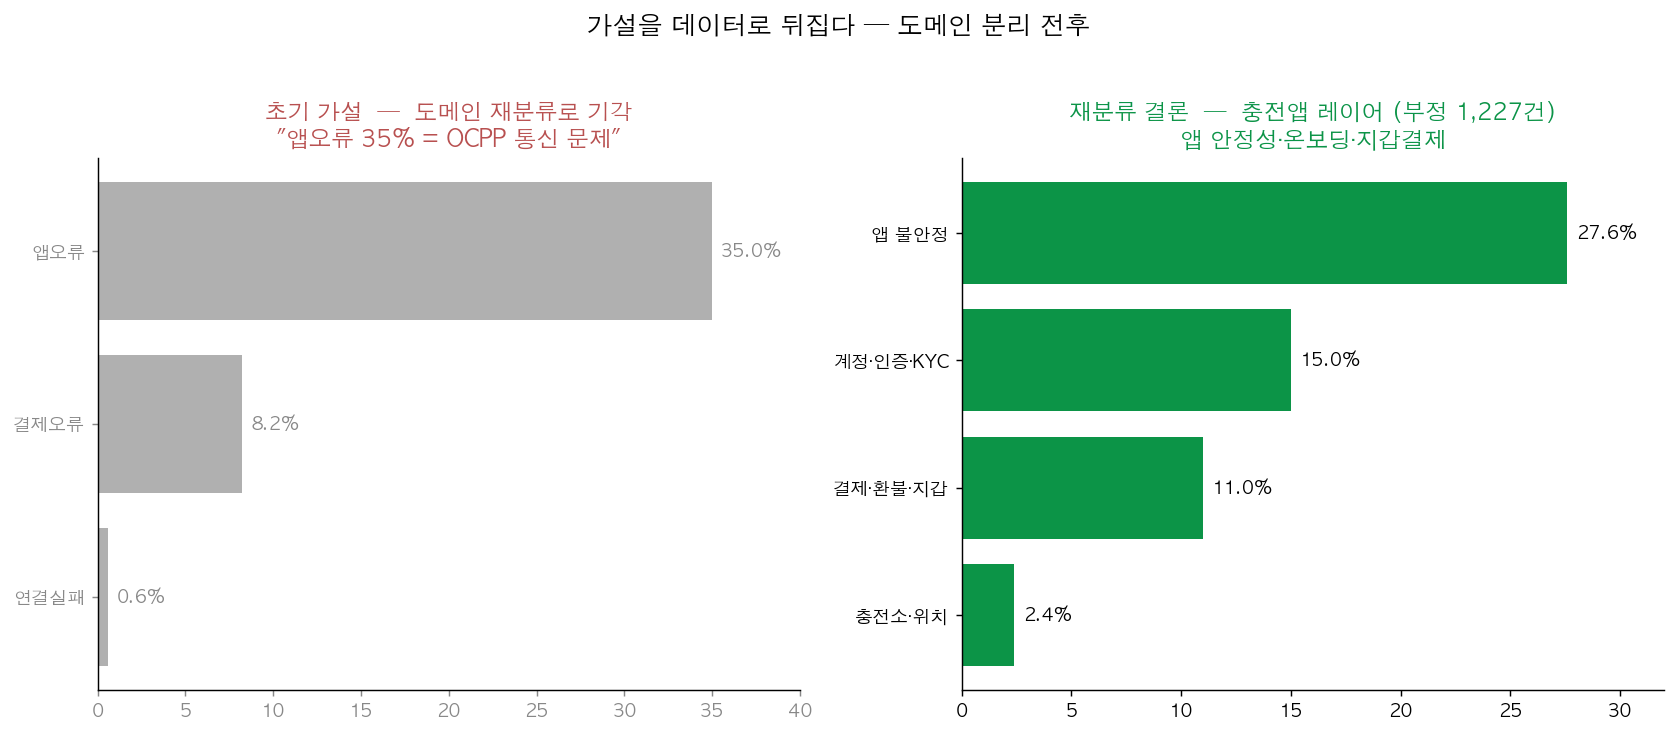 가설을 데이터로 뒤집다 — 도메인 분리 전후
초기 가설 — 도메인 재분류로 기각
"앱오류 35% = OCPP 통신 문제"
앱오류
35.0%
결제오류
8.2%
연결실패
0.6%
0 5 10 15 20 25 30 35 40
재분류 결론 — 충전앱 레이어 (부정 1,227건)
앱 안정성·온보딩·지갑결제
앱 불안정
27.6%
계정·인증·KYC
15.0%
결제·환불·지갑
11.0%
충전소·위치
2.4%
0 5 10 15 20 25 30